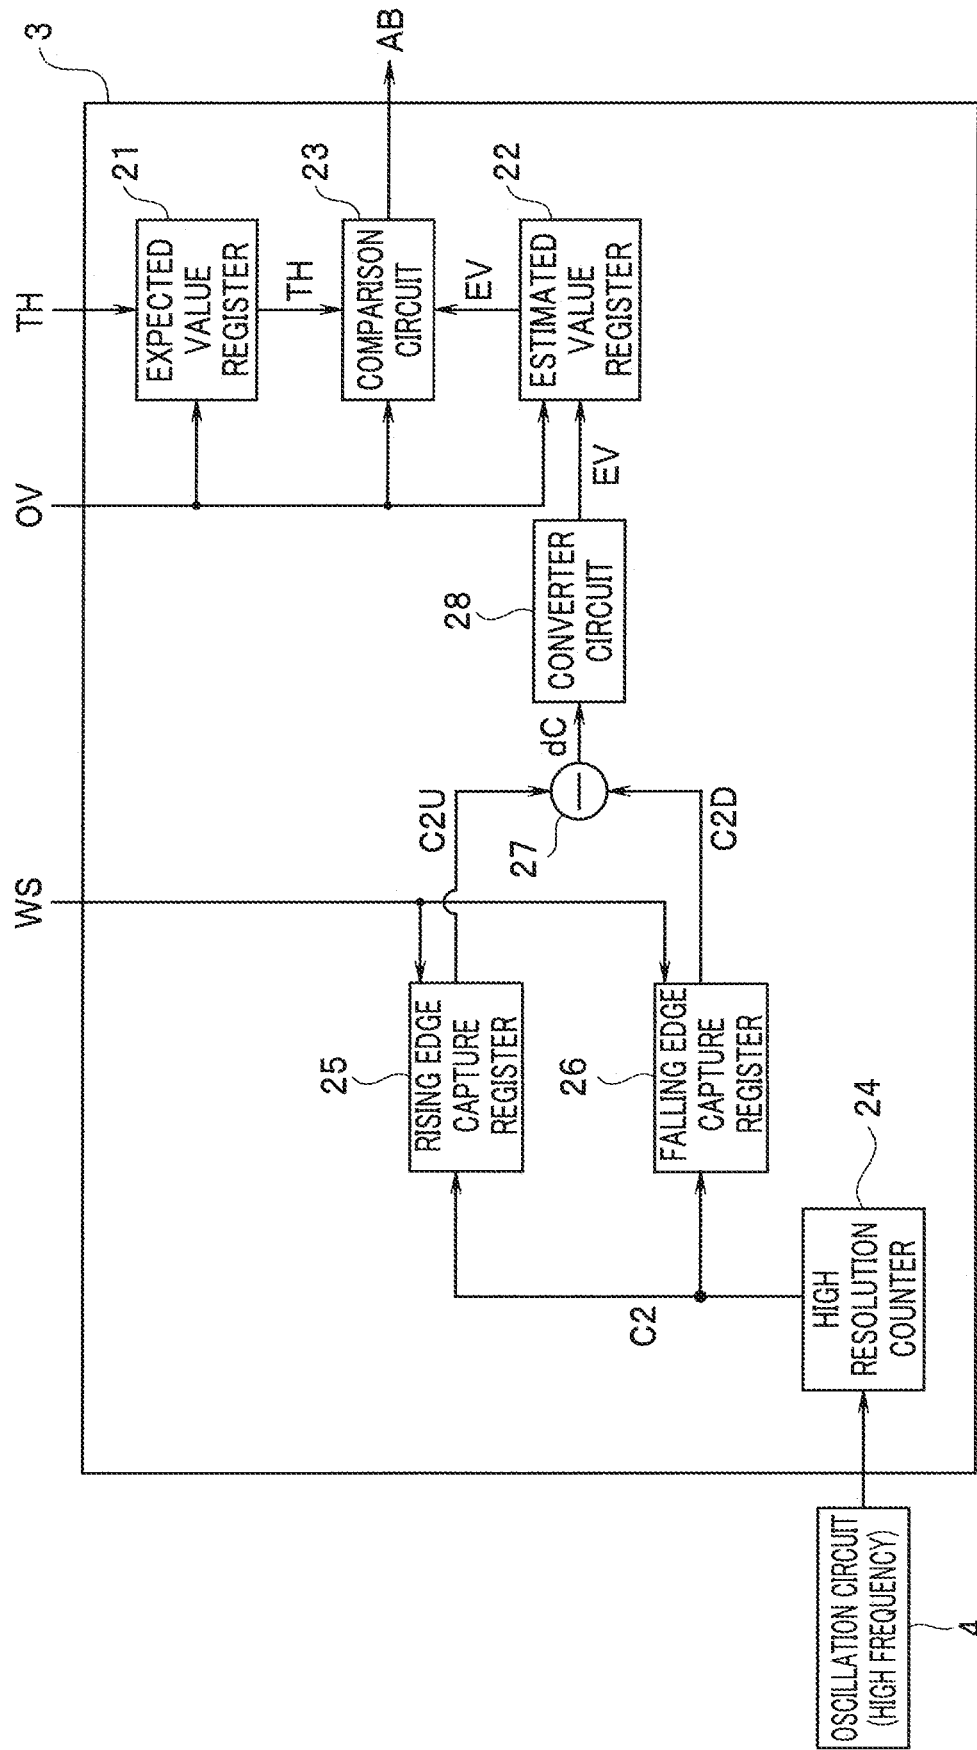 WS
OV
TH
3
21
EXPECTED
VALUE
REGISTER
TH
23
COMPARISON
CIRCUIT
AB
EV
22
ESTIMATED
VALUE
REGISTER
EV
28
CONVERTER
CIRCUIT
dC
27
C2U
C2D
25
RISING EDGE
CAPTURE
REGISTER
26
FALLING EDGE
CAPTURE
REGISTER
C2
24
HIGH
RESOLUTION
COUNTER
OSCILLATION CIRCUIT
(HIGH FREQUENCY)
4